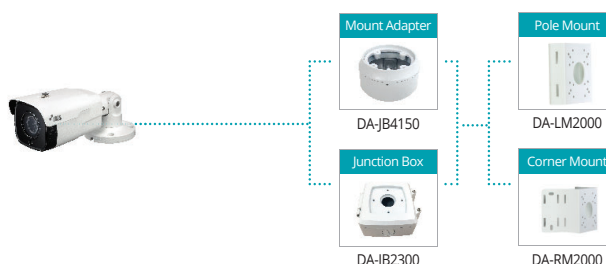 Mount Adapter
DA-JB4150
Junction Box
DA-JB2300
Pole Mount
DA-LM2000
Corner Mount
DA-RM2000